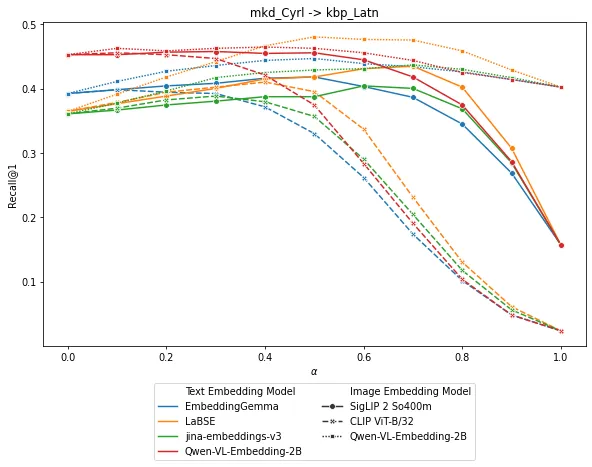 mkd_Cyrl -> kbp_Latn
0.5
0.4
0.3
0.2
0.1
Recall@1
0.0 0.2 0.4 0.6 0.8 1.0
α
Text Embedding Model Image Embedding Model
EmbeddingGemma SigLIP 2 So400m
LaBSE CLIP ViT-B/32
jina-embeddings-v3 Qwen-VL-Embedding-2B
Qwen-VL-Embedding-2B